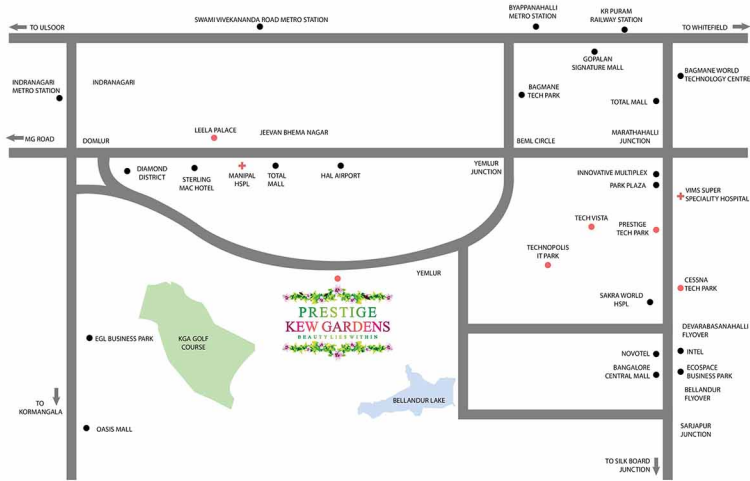 TO ULSOOR
SWAMI VIVEKANANDA ROAD METRO STATION
BYAPPANAHALLI
METRO STATION
KR PURAM
RAILWAY STATION
TO WHITEFIELD
GOPALAN
SIGNATURE MALL
INDRANAGARI
METRO STATION
INDRANAGARI
BAGMANE
TECH PARK
TOTAL MALL
BAGMANE WORLD
TECHNOLOGY CENTRE
MG ROAD
DOMLUR
LEELA PALACE
JEEVAN BHEMA NAGAR
BEML CIRCLE
MARATHAHALLI
JUNCTION
DIAMOND
DISTRICT
STERLING
MAC HOTEL
MANIPAL
HSPL
TOTAL
MALL
HAL AIRPORT
YEMLUR
JUNCTION
INNOVATIVE MULTIPLEX
PARK PLAZA
VIMS SUPER
SPECIALITY HOSPITAL
TECH VISTA
PRESTIGE
TECH PARK
TECHNOPOLIS
IT PARK
YEMLUR
CESSNA
TECH PARK
SAKRA WORLD
HSPL
PRESTIGE
KEW GARDENS
BEAUTY LIES WITHIN
EGL BUSINESS PARK
KGA GOLF
COURSE
DEVARABASANAHALLI
FLYOVER
NOVOTEL
INTEL
BANGALORE
CENTRAL MALL
ECOSPACE
BUSINESS PARK
BELLANDUR
FLYOVER
BELLANDUR LAKE
TO
KORMANGALA
OASIS MALL
SARJAPUR
JUNCTION
TO SILK BOARD
JUNCTION